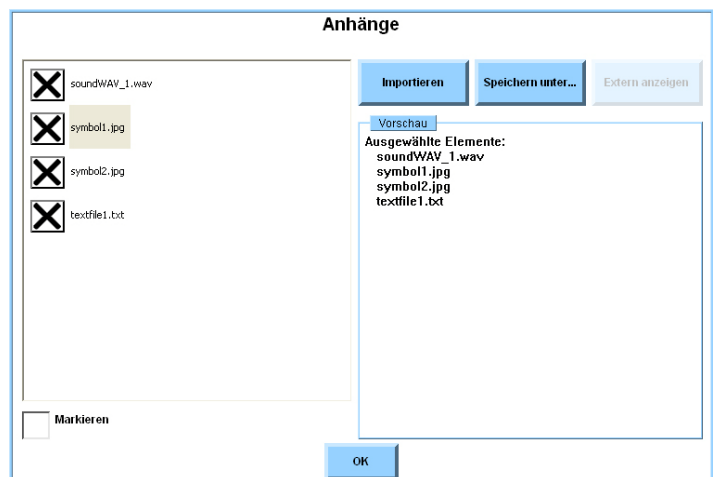 Anhänge
soundWAV_1.wav
symbol1.jpg
symbol2.jpg
textfile1.txt
Markieren
Importieren
Speichern unter...
Extern anzeigen
Vorschau
Ausgewählte Elemente:
soundWAV_1.wav
symbol1.jpg
symbol2.jpg
textfile1.txt
OK